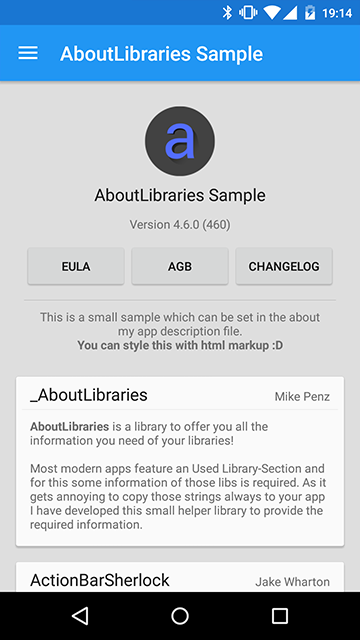 19:14
AboutLibraries Sample
a
AboutLibraries Sample
Version 4.6.0 (460)
EULA AGB CHANGELOG
This is a small sample which can be set in the about
my app description file.
You can style this with html markup :D
_AboutLibraries Mike Penz
AboutLibraries is a library to offer you all the
information you need of your libraries!
Most modern apps feature an Used Library-Section and
for this some information of those libs is required. As it
gets annoying to copy those strings always to your app
I have developed this small helper library to provide the
required information.
ActionBarSherlock Jake Wharton